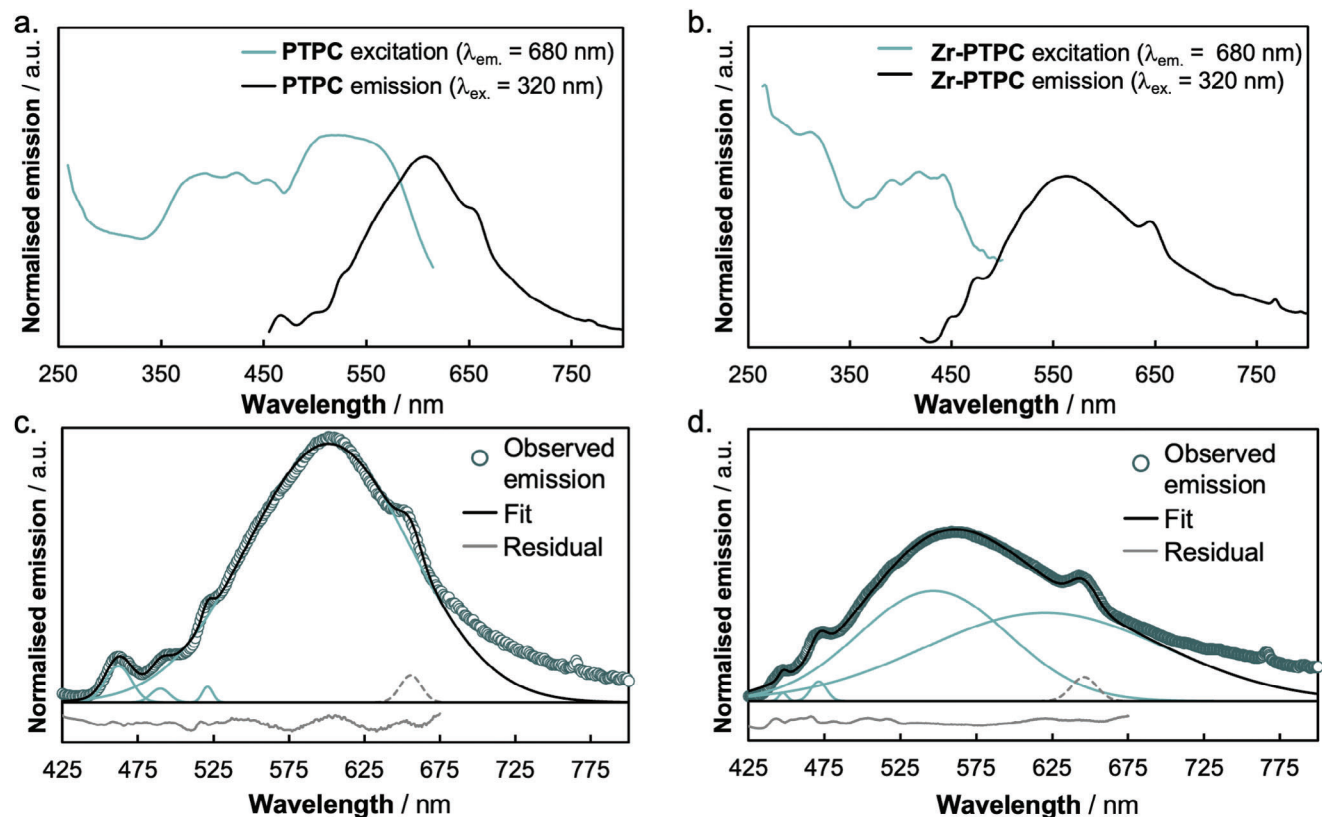 a.
Normalised emission / a.u.
PTPC excitation (λem. = 680 nm)
PTPC emission (λex. = 320 nm)
250 350 450 550 650 750
Wavelength / nm
b.
Normalised emission / a.u.
Zr-PTPC excitation (λem. = 680 nm)
Zr-PTPC emission (λex. = 320 nm)
250 350 450 550 650 750
Wavelength / nm
c.
Normalised emission / a.u.
Observed
emission
Fit
Residual
425 475 525 575 625 675 725 775
Wavelength / nm
d.
Normalised emission / a.u.
Observed
emission
Fit
Residual
425 475 525 575 625 675 725 775
Wavelength / nm